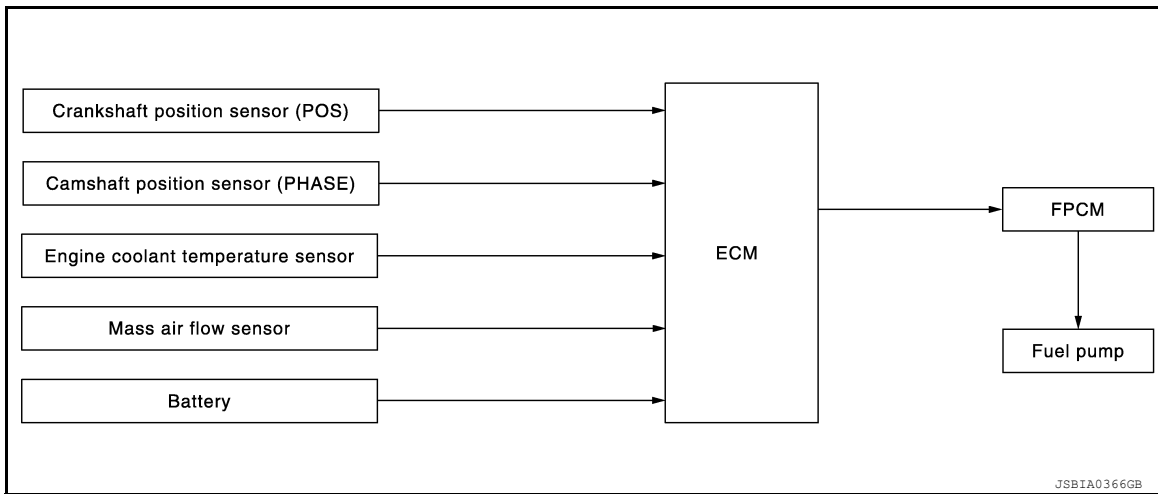 Crankshaft position sensor (POS)
Camshaft position sensor (PHASE)
Engine coolant temperature sensor
Mass air flow sensor
Battery
ECM
FPCM
Fuel pump
JSBIA0366GB